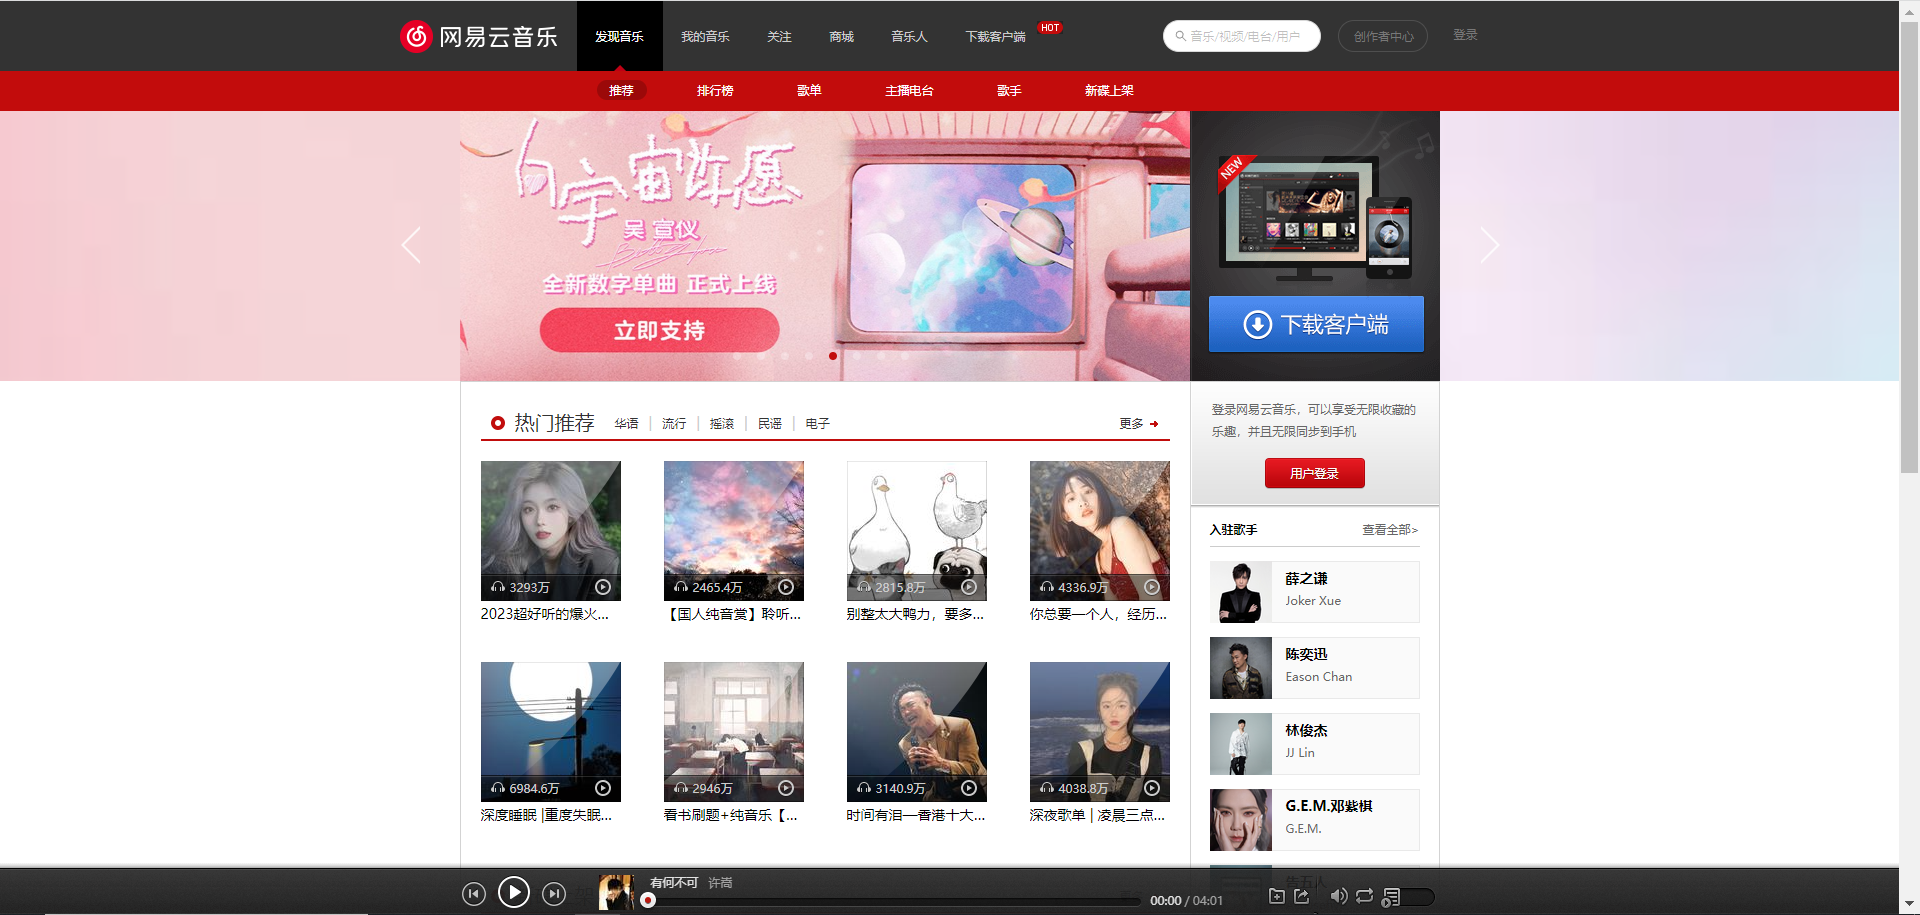 网易云音乐
发现音乐
我的音乐
关注
商城
音乐人
下载客户端
HOT
音乐/视频/电台/用户
创作者中心
登录
推荐
排行榜
歌单
主播电台
歌手
新碟上架
向宇宙许愿
吴宣仪
全新数字单曲 正式上线
立即支持
NEW
下载客户端
登录网易云音乐，可以享受无限收藏的
乐趣，并且无限同步到手机
用户登录
热门推荐
华语 | 流行 | 摇滚 | 民谣 | 电子
更多
3293万
2465.4万
2815.8万
4336.9万
2023超好听的爆火...
【国人纯音赏】聆听...
别整太大鸭力，要多...
你总要一个人，经历...
6984.6万
2946万
3140.9万
4038.8万
深度睡眠 |重度失眠...
看书刷题+纯音乐【...
时间有泪—香港十大...
深夜歌单 | 凌晨三点...
入驻歌手
查看全部>
薛之谦
Joker Xue
陈奕迅
Eason Chan
林俊杰
JJ Lin
G.E.M.邓紫棋
G.E.M.
有何不可 许嵩
00:00 / 04:01